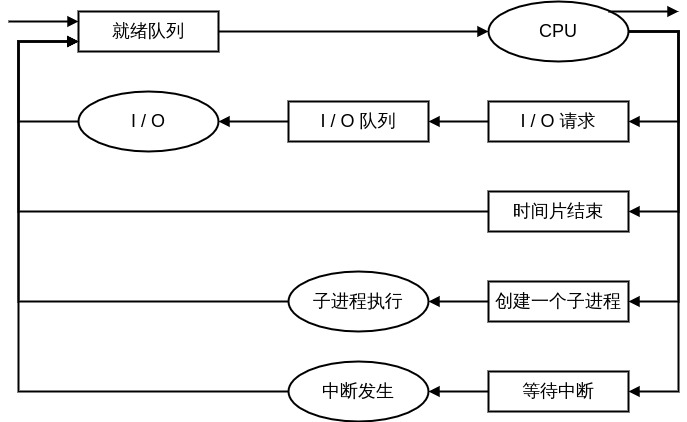 就绪队列
CPU
I / O
I / O 队列
I / O 请求
时间片结束
子进程执行
创建一个子进程
中断发生
等待中断